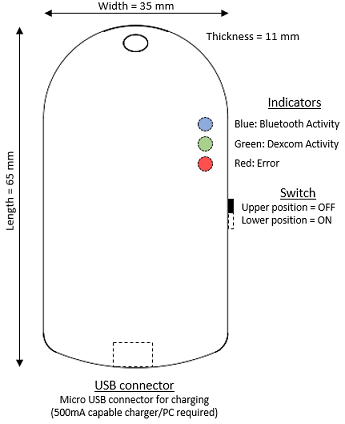 Width = 35 mm
Thickness = 11 mm
Length = 65 mm
Indicators
Blue: Bluetooth Activity
Green: Dexcom Activity
Red: Error
Switch
Upper position = OFF
Lower position = ON
USB connector
Micro USB connector for charging
(500mA capable charger/PC required)